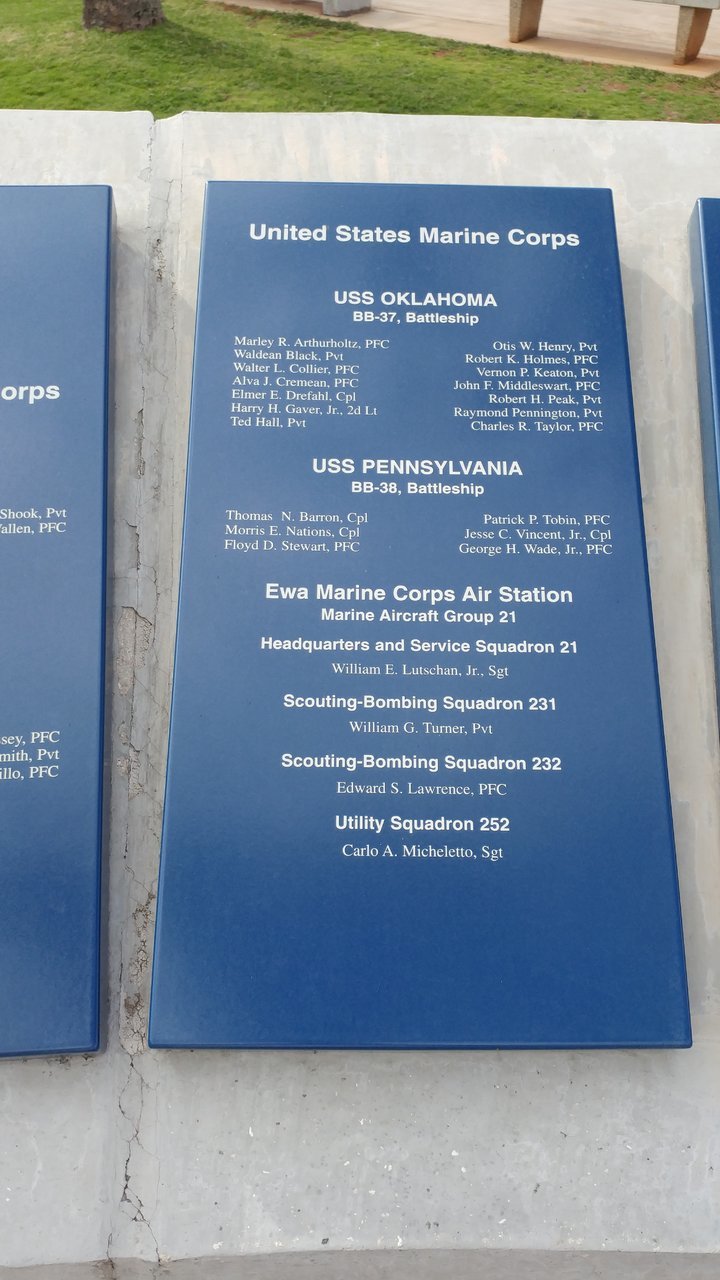 orps
Shook, Pvt
allen, PFC
sey, PFC
mith, Pvt
illo, PFC
United States Marine Corps
USS OKLAHOMA
BB-37, Battleship
Marley R. Arthurholtz, PFC
Waldean Black, Pvt
Walter L. Collier, PFC
Alva J. Cremean, PFC
Elmer E. Drefahl, Cpl
Harry H. Gaver, Jr., 2d Lt
Ted Hall, Pvt
Otis W. Henry, Pvt
Robert K. Holmes, PFC
Vernon P. Keaton, Pvt
John F. Middleswart, PFC
Robert H. Peak, Pvt
Raymond Pennington, Pvt
Charles R. Taylor, PFC
USS PENNSYLVANIA
BB-38, Battleship
Thomas N. Barron, Cpl
Morris E. Nations, Cpl
Floyd D. Stewart, PFC
Patrick P. Tobin, PFC
Jesse C. Vincent, Jr., Cpl
George H. Wade, Jr., PFC
Ewa Marine Corps Air Station
Marine Aircraft Group 21
Headquarters and Service Squadron 21
William E. Lutschan, Jr., Sgt
Scouting-Bombing Squadron 231
William G. Turner, Pvt
Scouting-Bombing Squadron 232
Edward S. Lawrence, PFC
Utility Squadron 252
Carlo A. Micheletto, Sgt